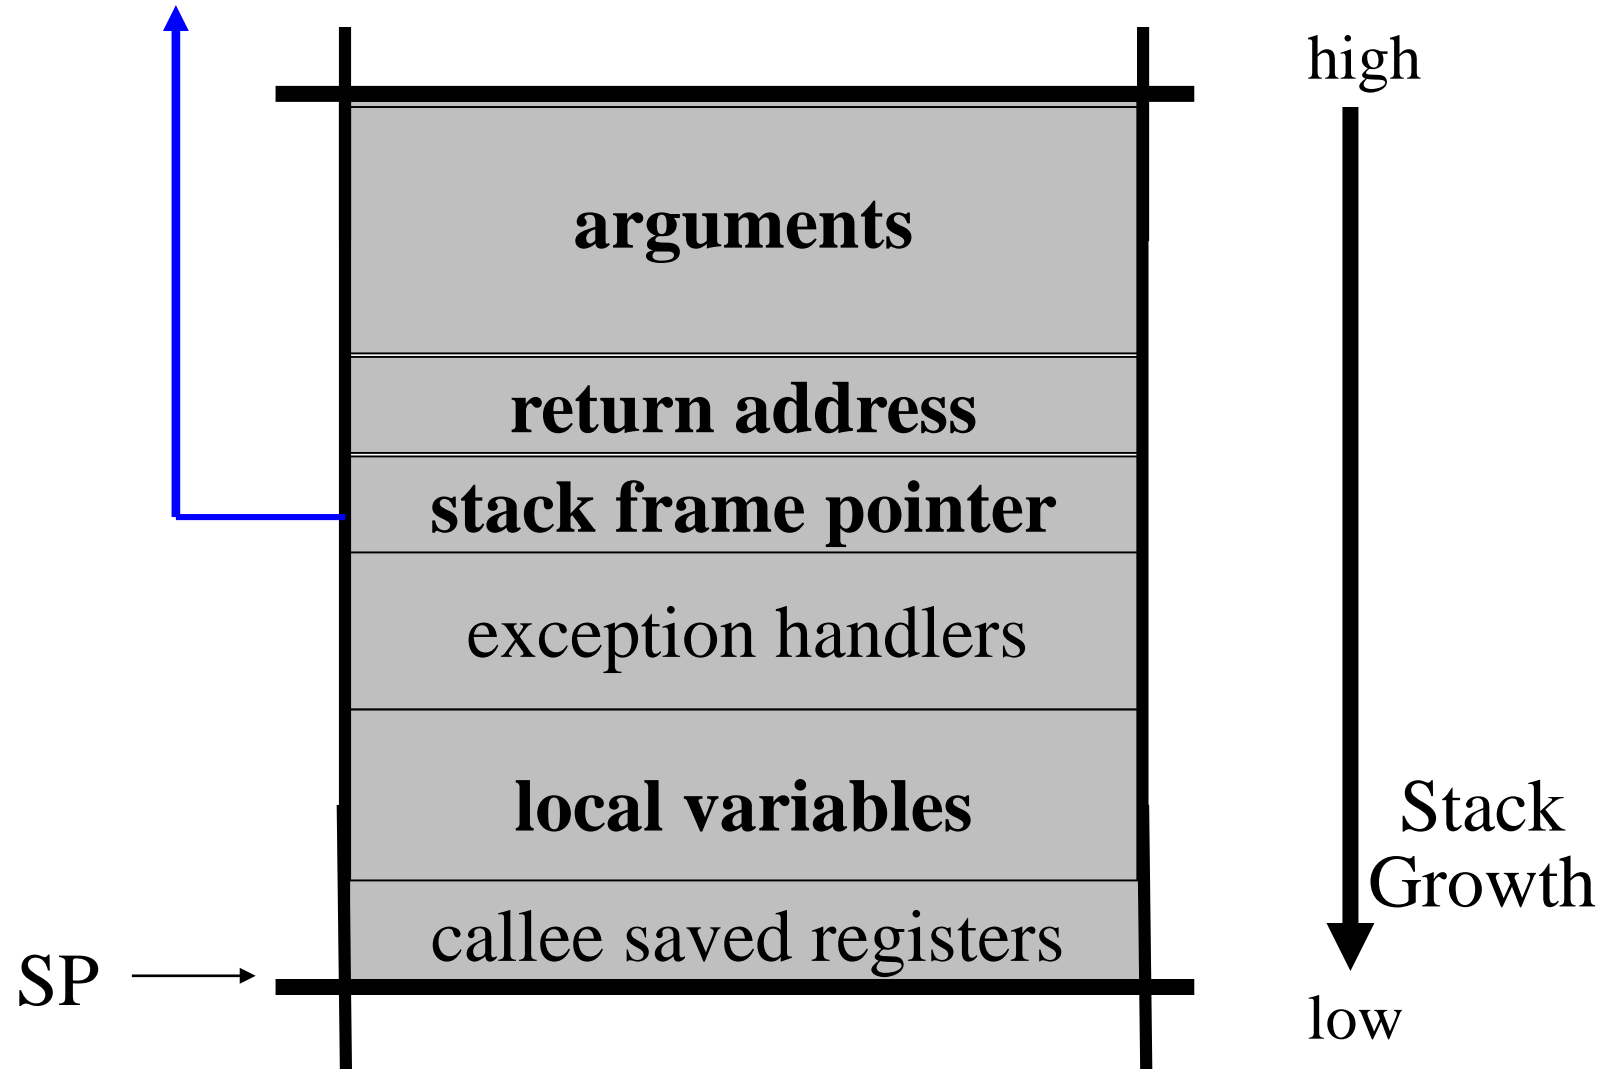 high
arguments
return address
stack frame pointer
exception handlers
local variables
Stack
Growth
callee saved registers
SP
low